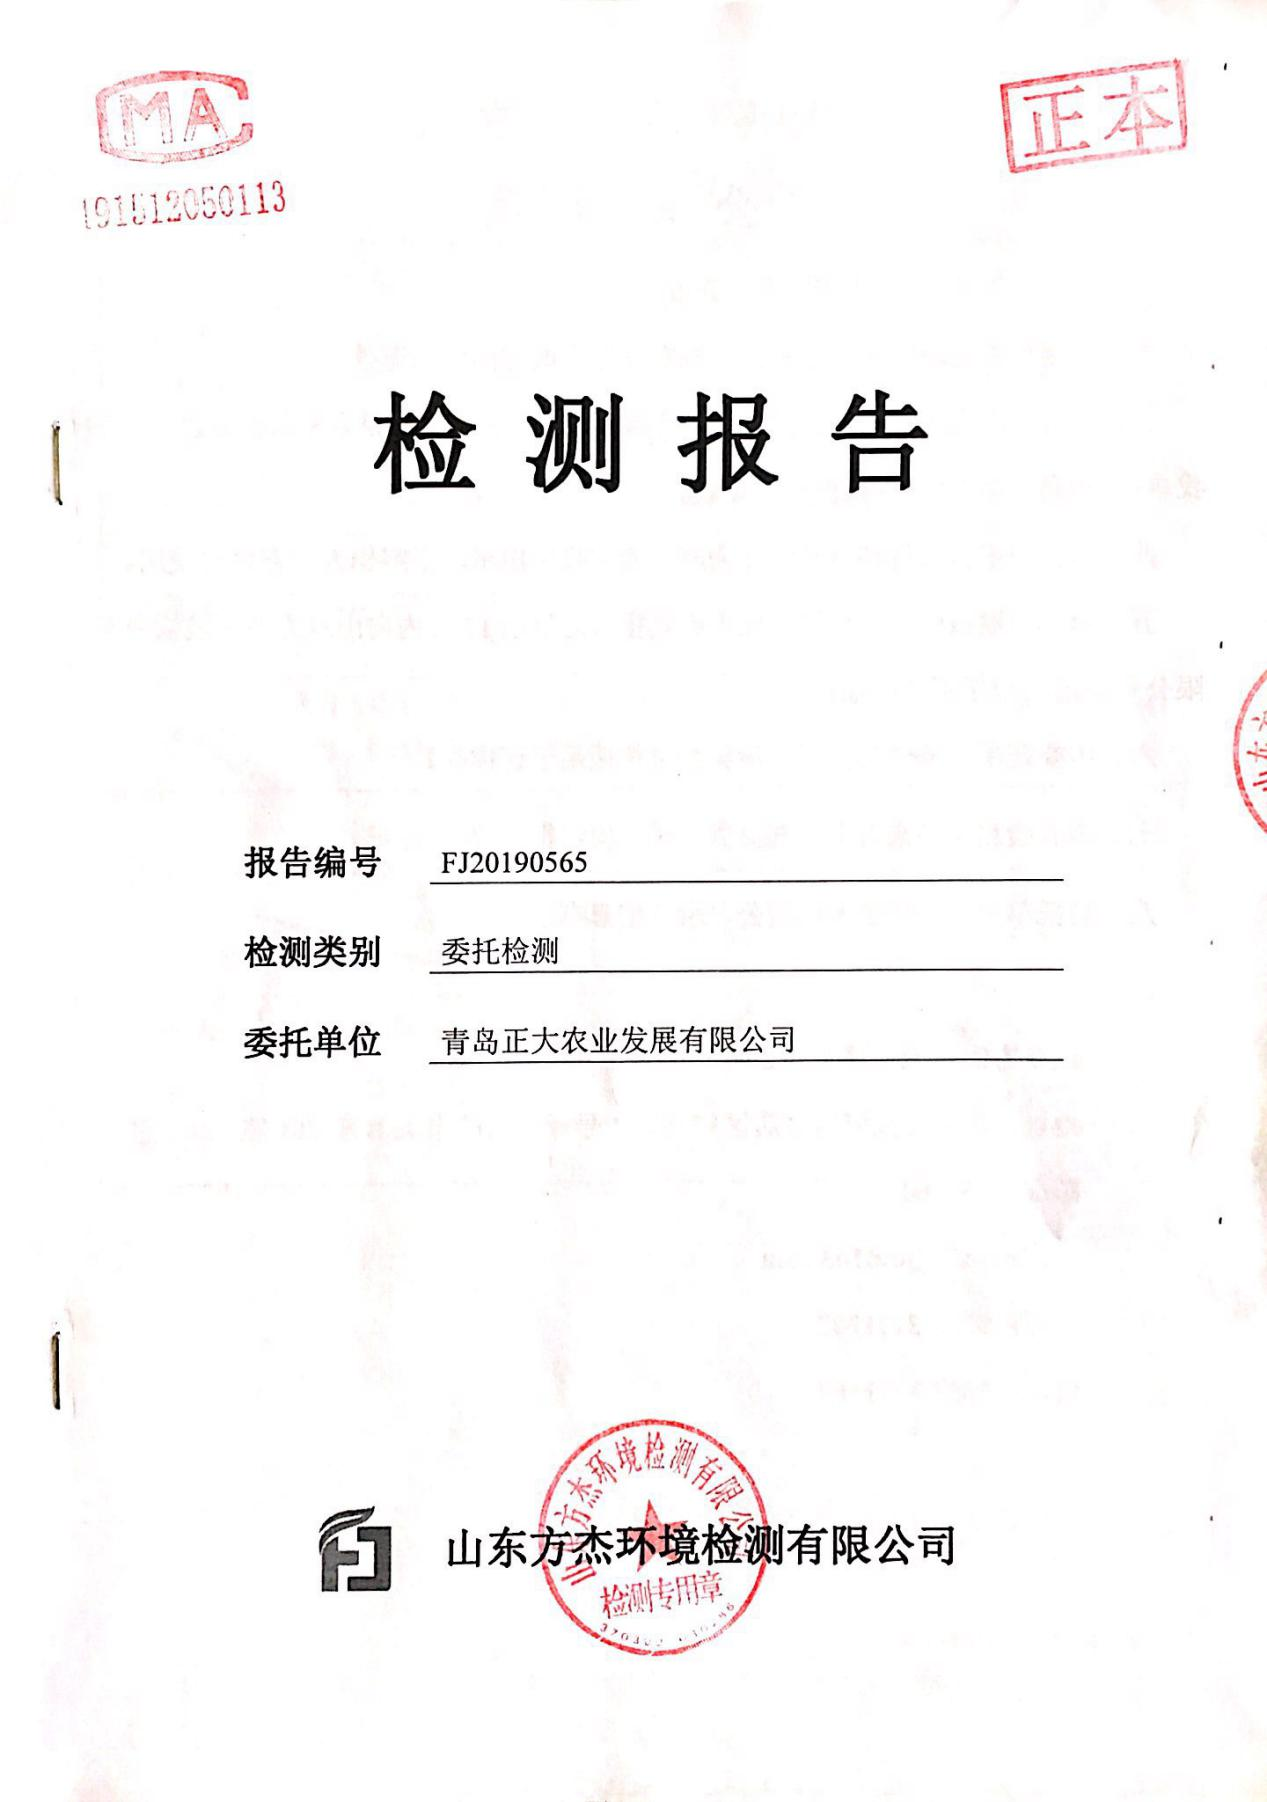 MA
正本
191512050113
检测报告
报告编号 FJ20190565
检测类别 委托检测
委托单位 青岛正大农业发展有限公司
山东方杰环境检测有限公司
山东方杰环境检测有限公司
检测专用章